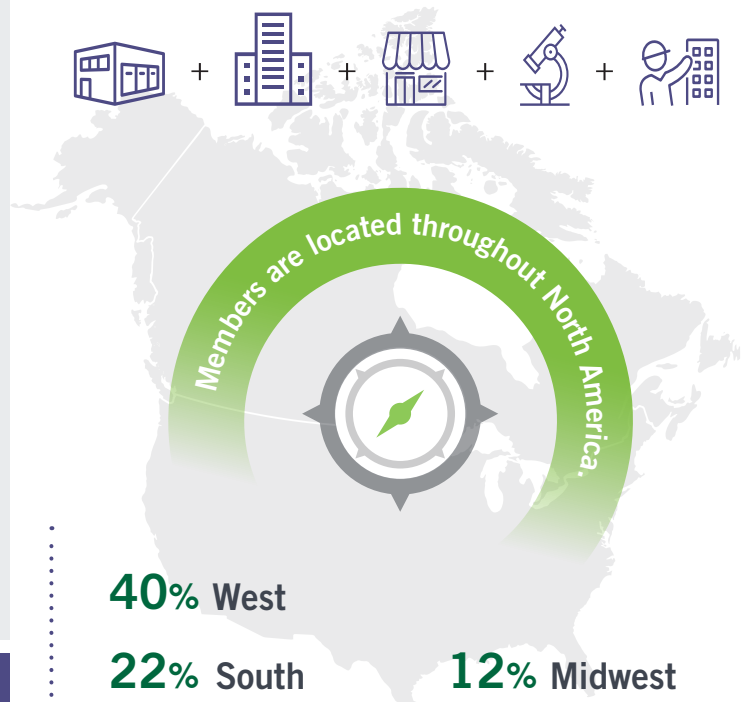 + + + +
Members are located throughout North America.
40% West
22% South 12% Midwest